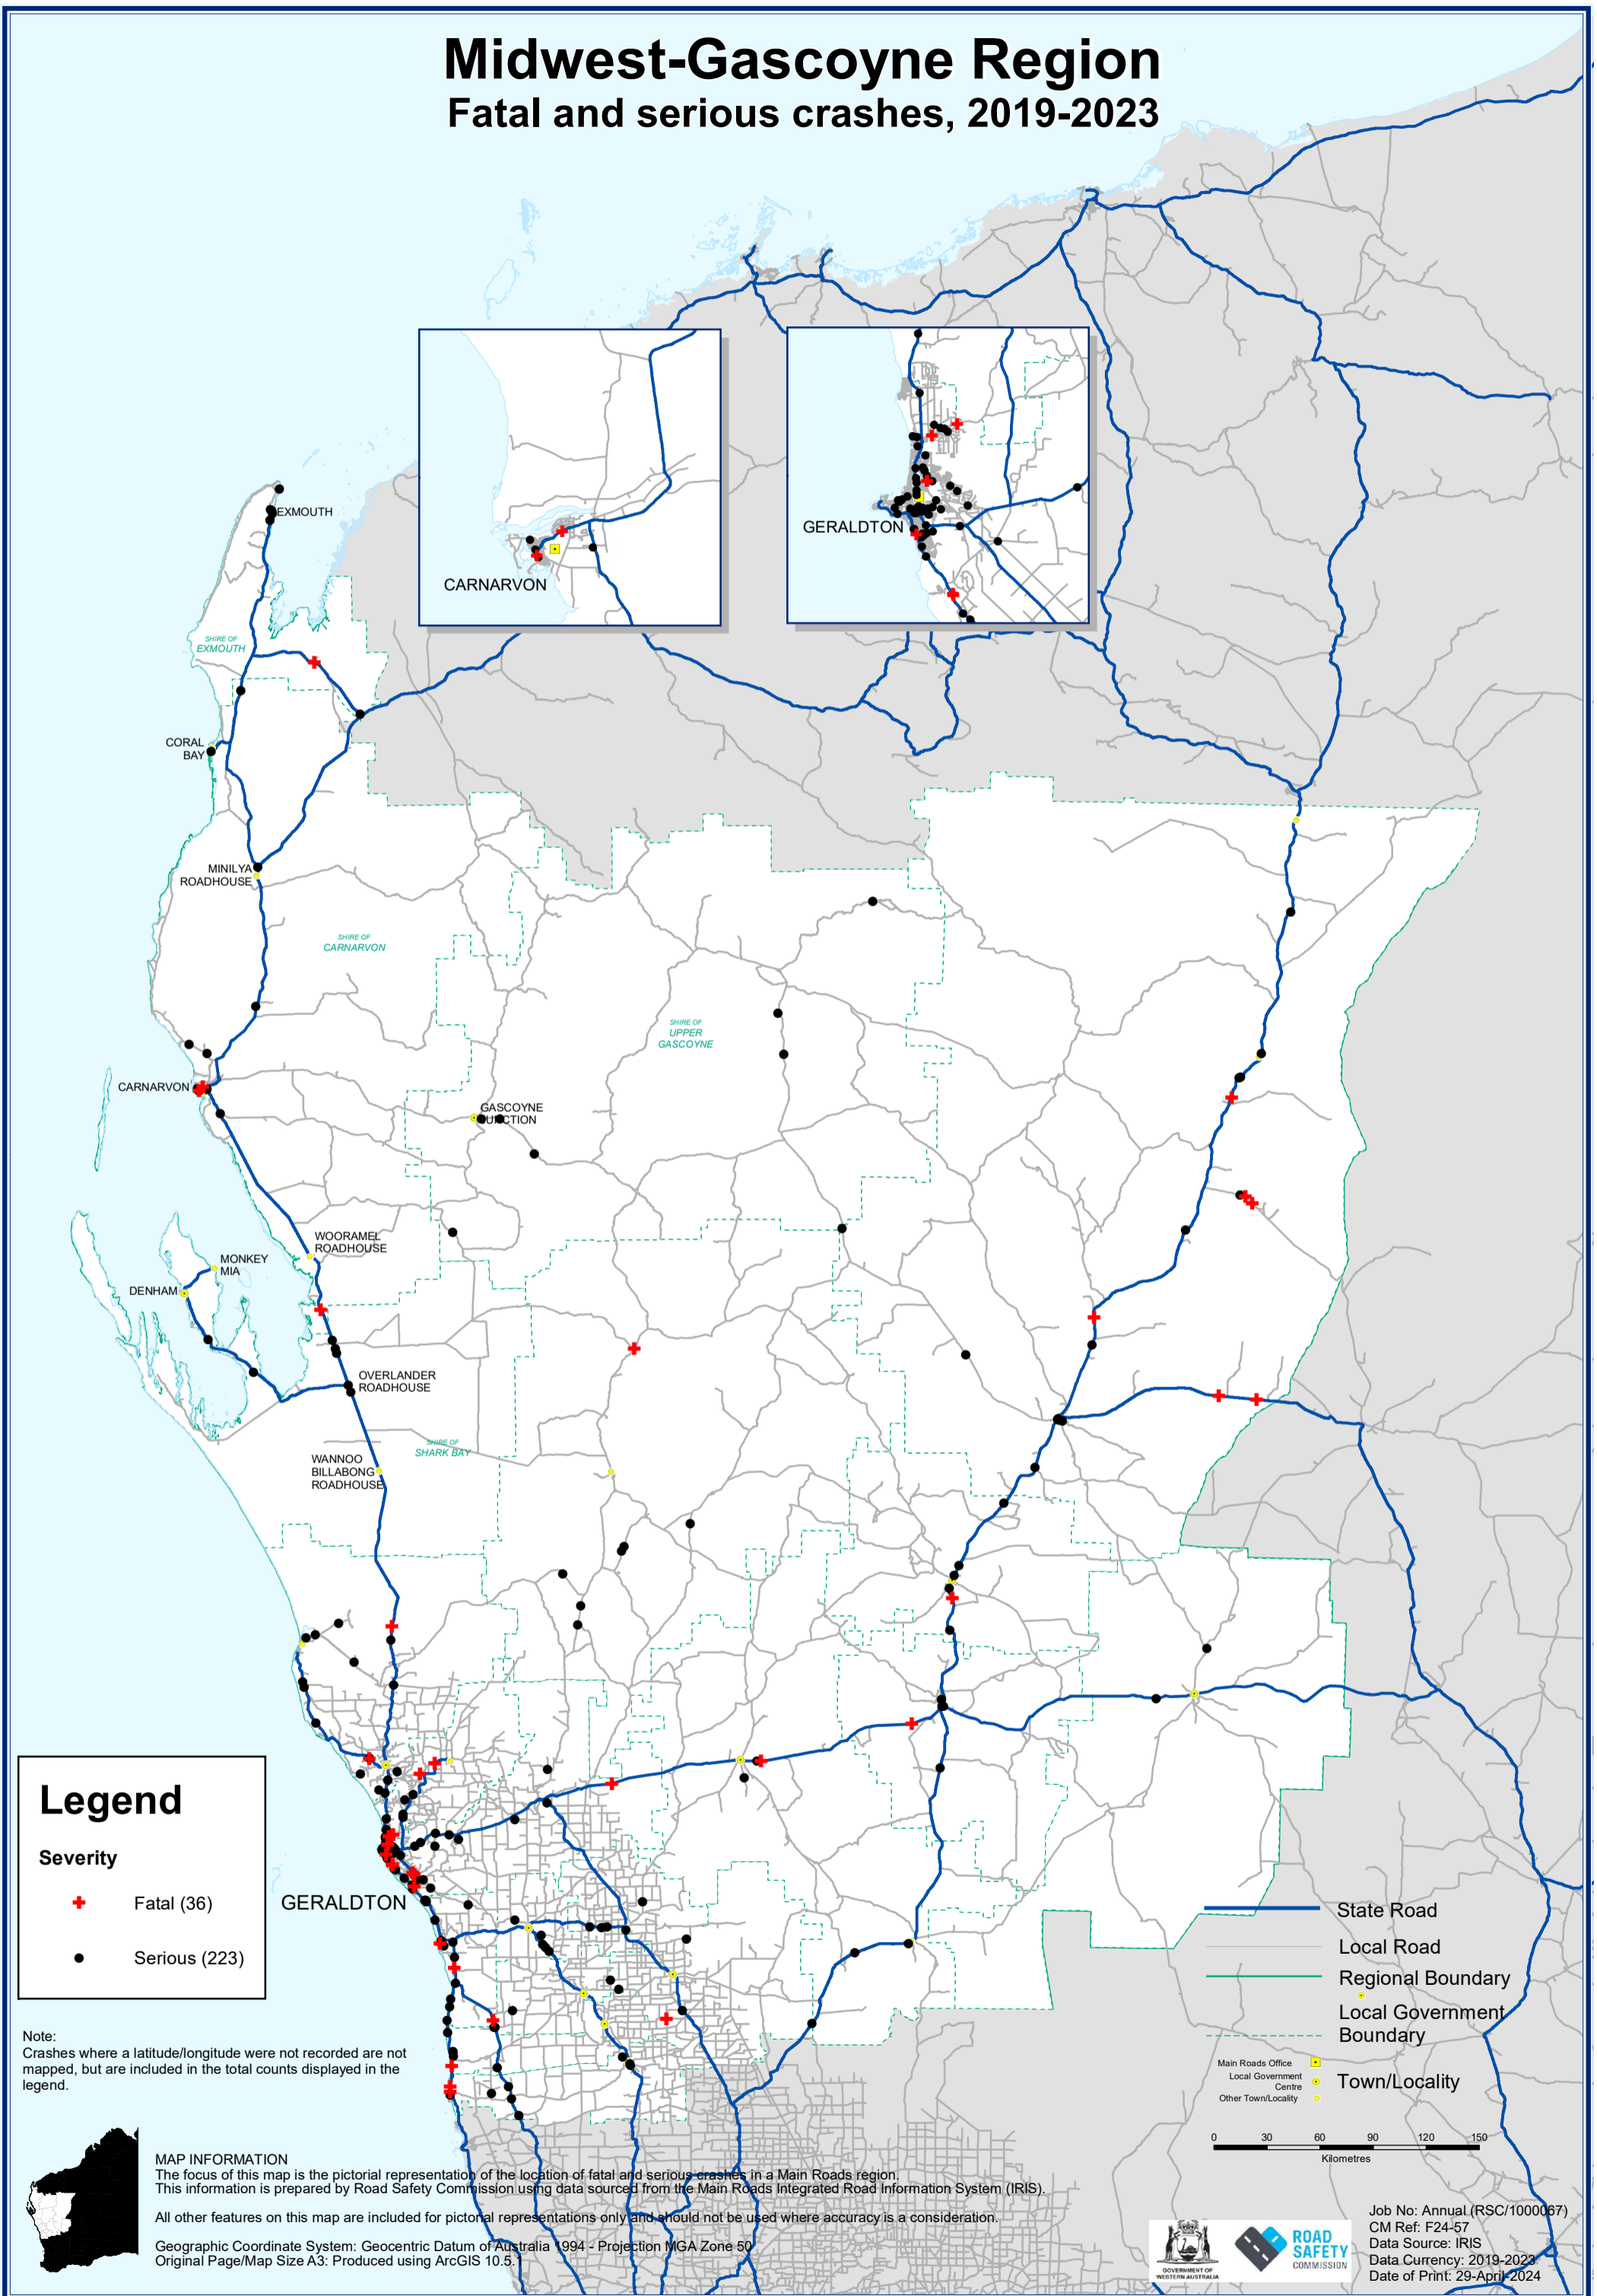 Midwest-Gascoyne Region
Fatal and serious crashes, 2019-2023
EXMOUTH
CARNARVON
GERALDTON
SHIRE OF
EXMOUTH
CORAL
BAY
MINILYA
ROADHOUSE
SHIRE OF
CARNARVON
SHIRE OF
UPPER
GASCOYNE
CARNARVON
GASCOYNE
JUNCTION
WOORAMEL
ROADHOUSE
MONKEY
MIA
DENHAM
OVERLANDER
ROADHOUSE
SHIRE OF
SHARK BAY
WANNOO
BILLABONG
ROADHOUSE
GERALDTON
Legend
Severity
Fatal (36)
Serious (223)
State Road
Local Road
Regional Boundary
Local Government
Boundary
Main Roads Office
Local Government
Centre
Other Town/Locality
Town/Locality
0 30 60 90 120 150
Kilometres
Note:
Crashes where a latitude/longitude were not recorded are not
mapped, but are included in the total counts displayed in the
legend.
MAP INFORMATION
The focus of this map is the pictorial representation of the location of fatal and serious crashes in a Main Roads region.
This information is prepared by Road Safety Commission using data sourced from the Main Roads Integrated Road Information System (IRIS).
All other features on this map are included for pictorial representations only and should not be used where accuracy is a consideration.
Geographic Coordinate System: Geocentric Datum of Australia 1994 - Projection MGA Zone 50
Original Page/Map Size A3: Produced using ArcGIS 10.5.1
GOVERNMENT OF
WESTERN AUSTRALIA
ROAD
SAFETY
COMMISSION
Job No: Annual (RSC/1000067)
CM Ref: F24-57
Data Source: IRIS
Data Currency: 2019-2023
Date of Print: 29-April-2024